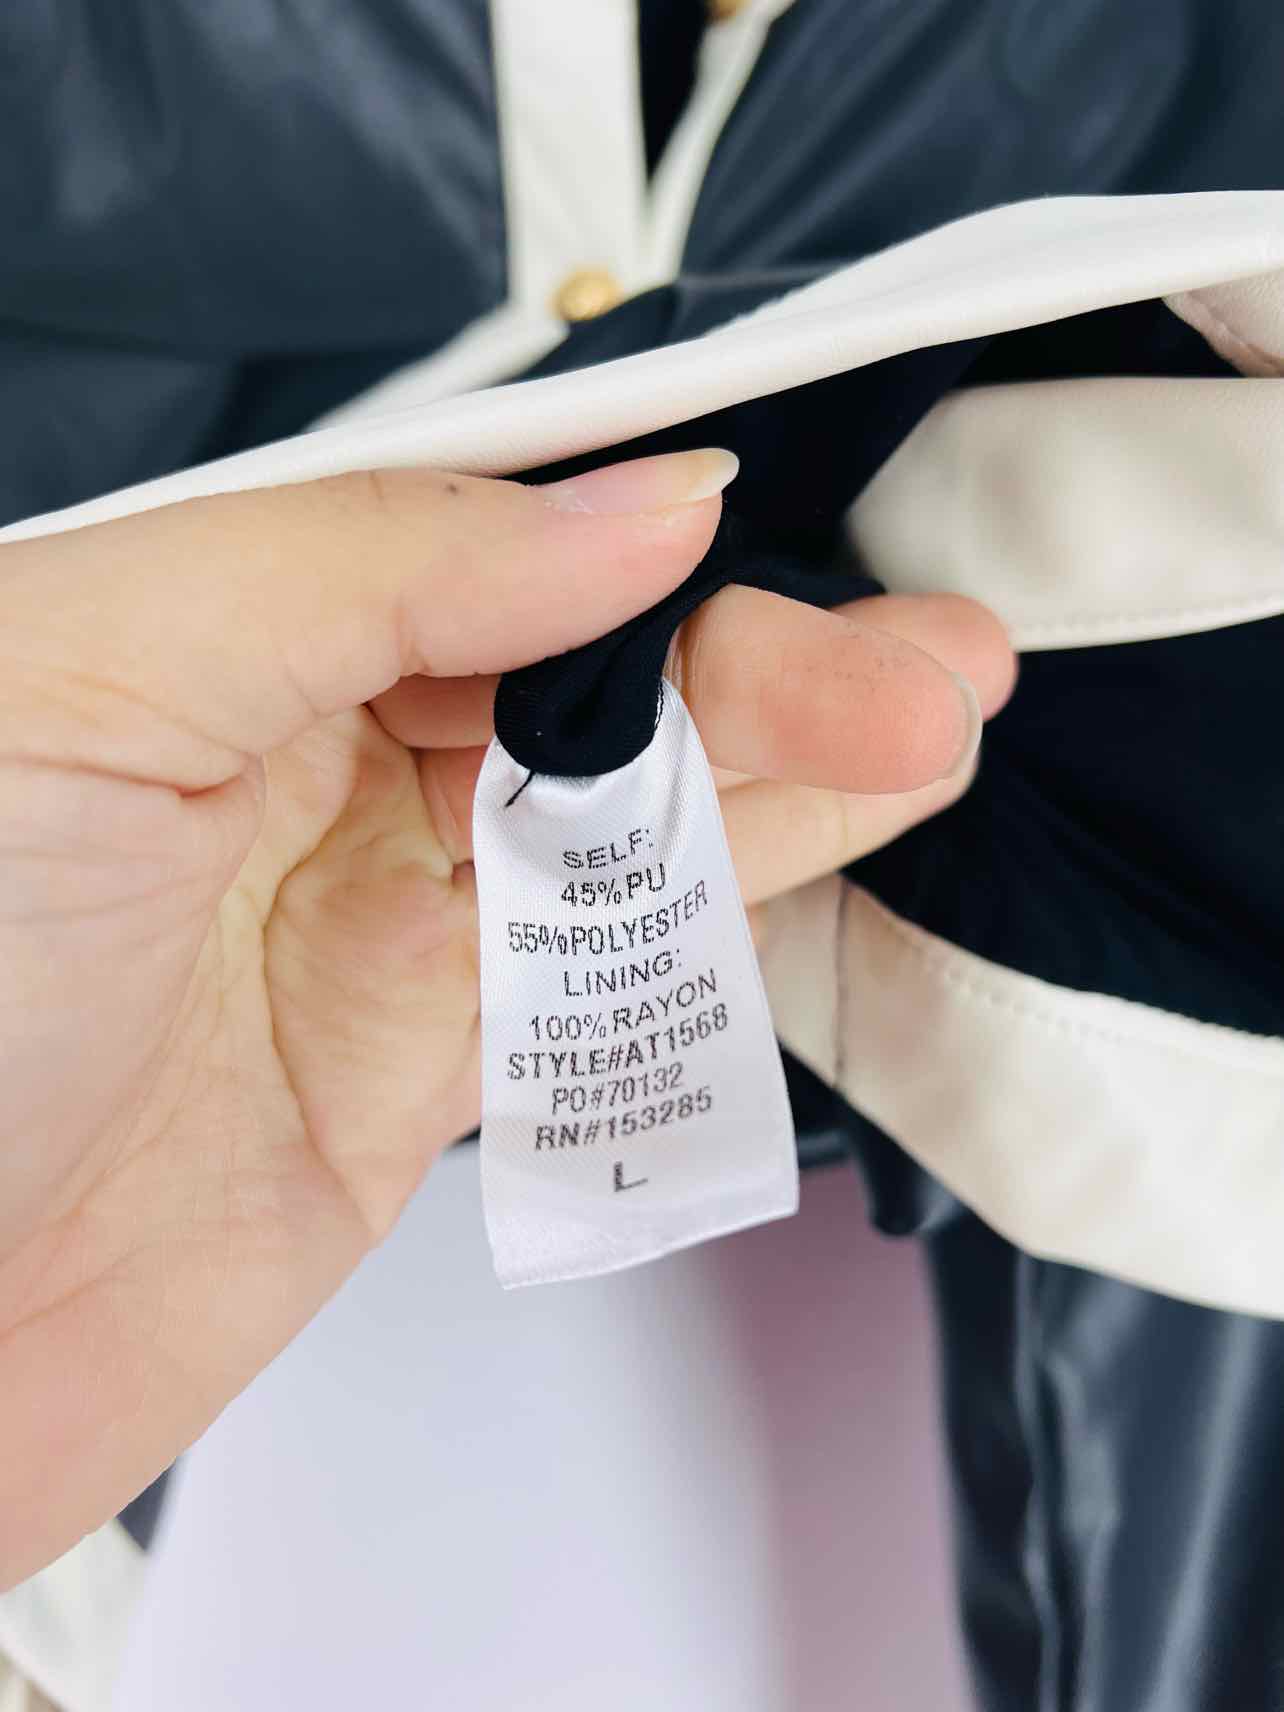 SELF:
45%PU
55%POLYESTER
LINING:
100%RAYON
STYLE#AT1568
PO#70132
RN#153285
L